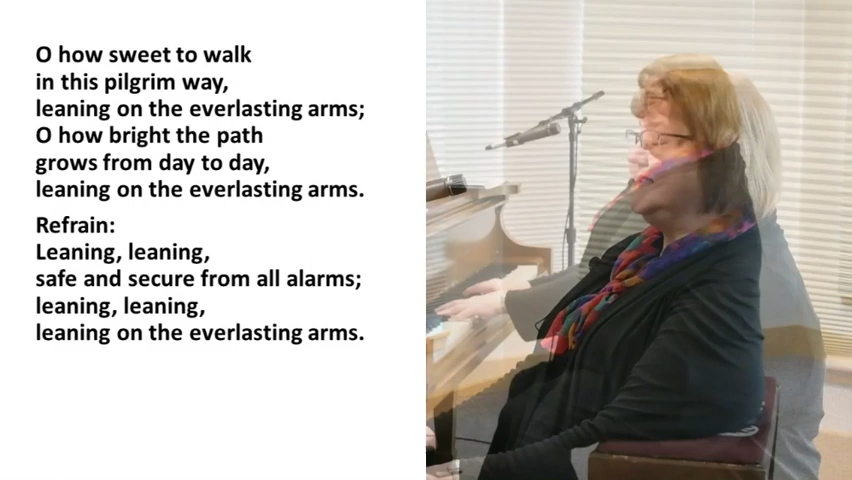 O how sweet to walk
in this pilgrim way,
leaning on the everlasting arms;
O how bright the path
grows from day to day,
leaning on the everlasting arms.
Refrain:
Leaning, leaning,
safe and secure from all alarms;
leaning, leaning,
leaning on the everlasting arms.